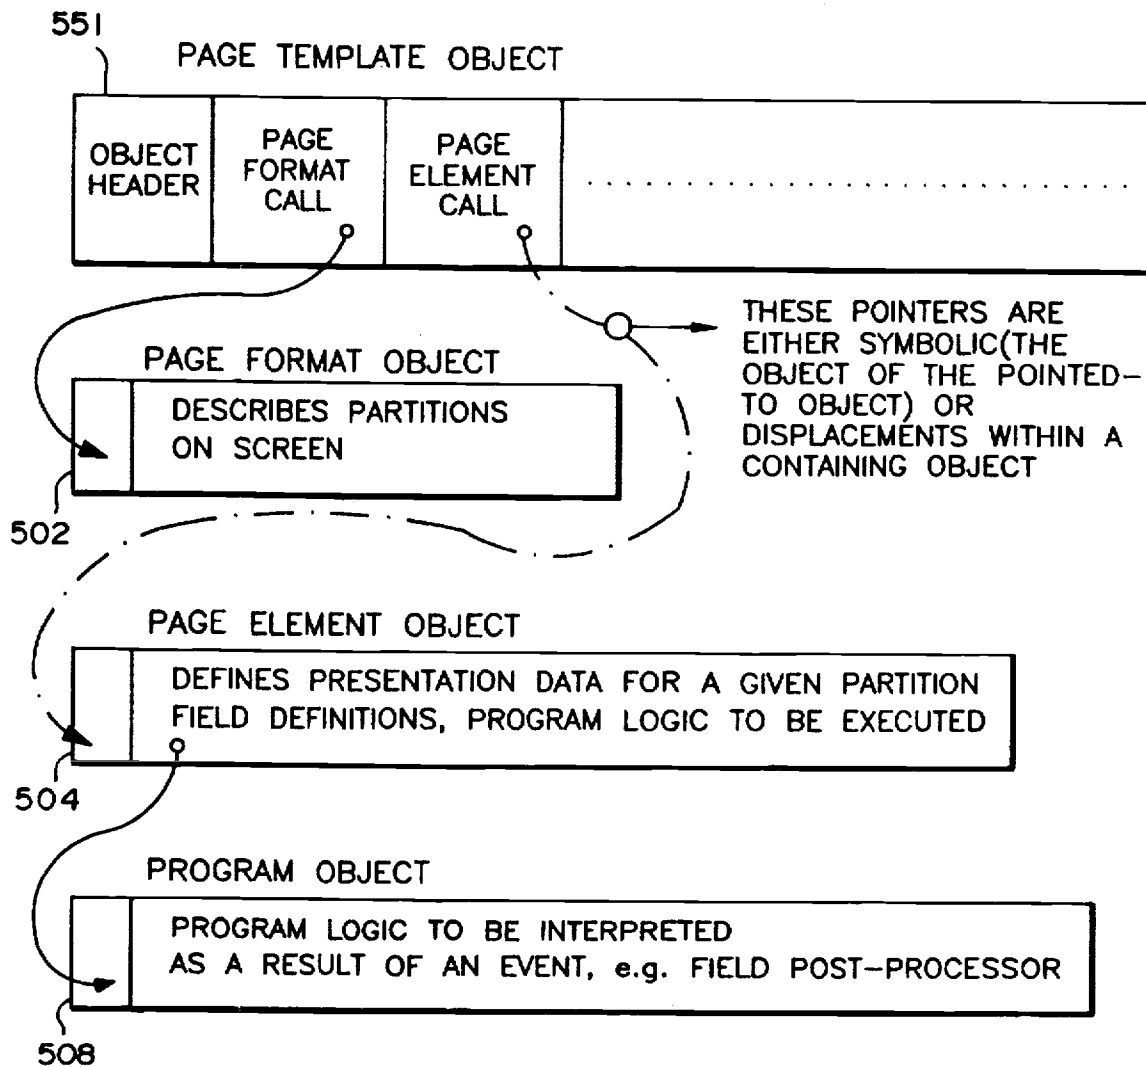 551
PAGE TEMPLATE OBJECT
OBJECT
HEADER
PAGE
FORMAT
CALL
PAGE
ELEMENT
CALL
THESE POINTERS ARE
EITHER SYMBOLIC(THE
OBJECT OF THE POINTED-
TO OBJECT) OR
DISPLACEMENTS WITHIN A
CONTAINING OBJECT
PAGE FORMAT OBJECT
DESCRIBES PARTITIONS
ON SCREEN
502
PAGE ELEMENT OBJECT
DEFINES PRESENTATION DATA FOR A GIVEN PARTITION
FIELD DEFINITIONS, PROGRAM LOGIC TO BE EXECUTED
504
PROGRAM OBJECT
PROGRAM LOGIC TO BE INTERPRETED
AS A RESULT OF AN EVENT, e.g. FIELD POST-PROCESSOR
508